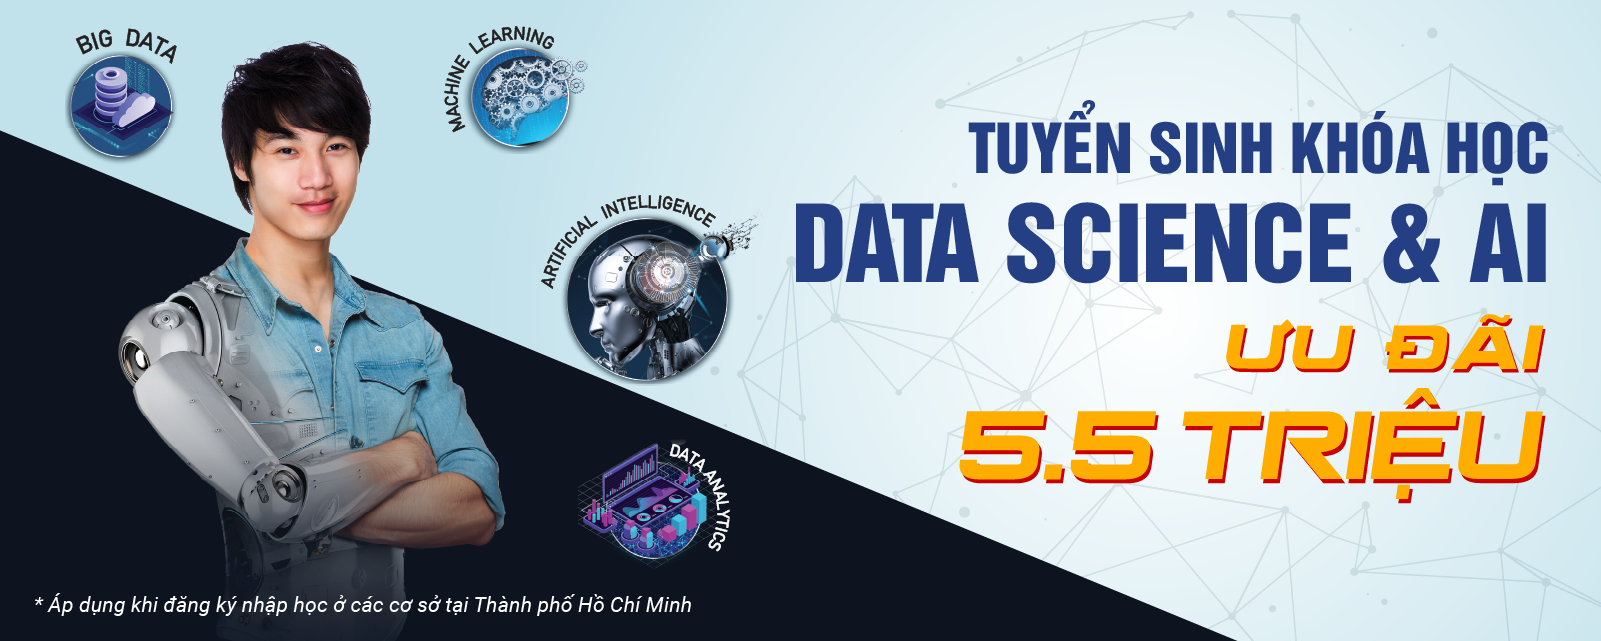 BIG DATA
MACHINE LEARNING
ARTIFICIAL INTELLIGENCE
DATA ANALYTICS
TUYỂN SINH KHÓA HỌC
DATA SCIENCE & AI
ƯU ĐÃI
5.5 TRIỆU
* Áp dụng khi đăng ký nhập học ở các cơ sở tại Thành phố Hồ Chí Minh